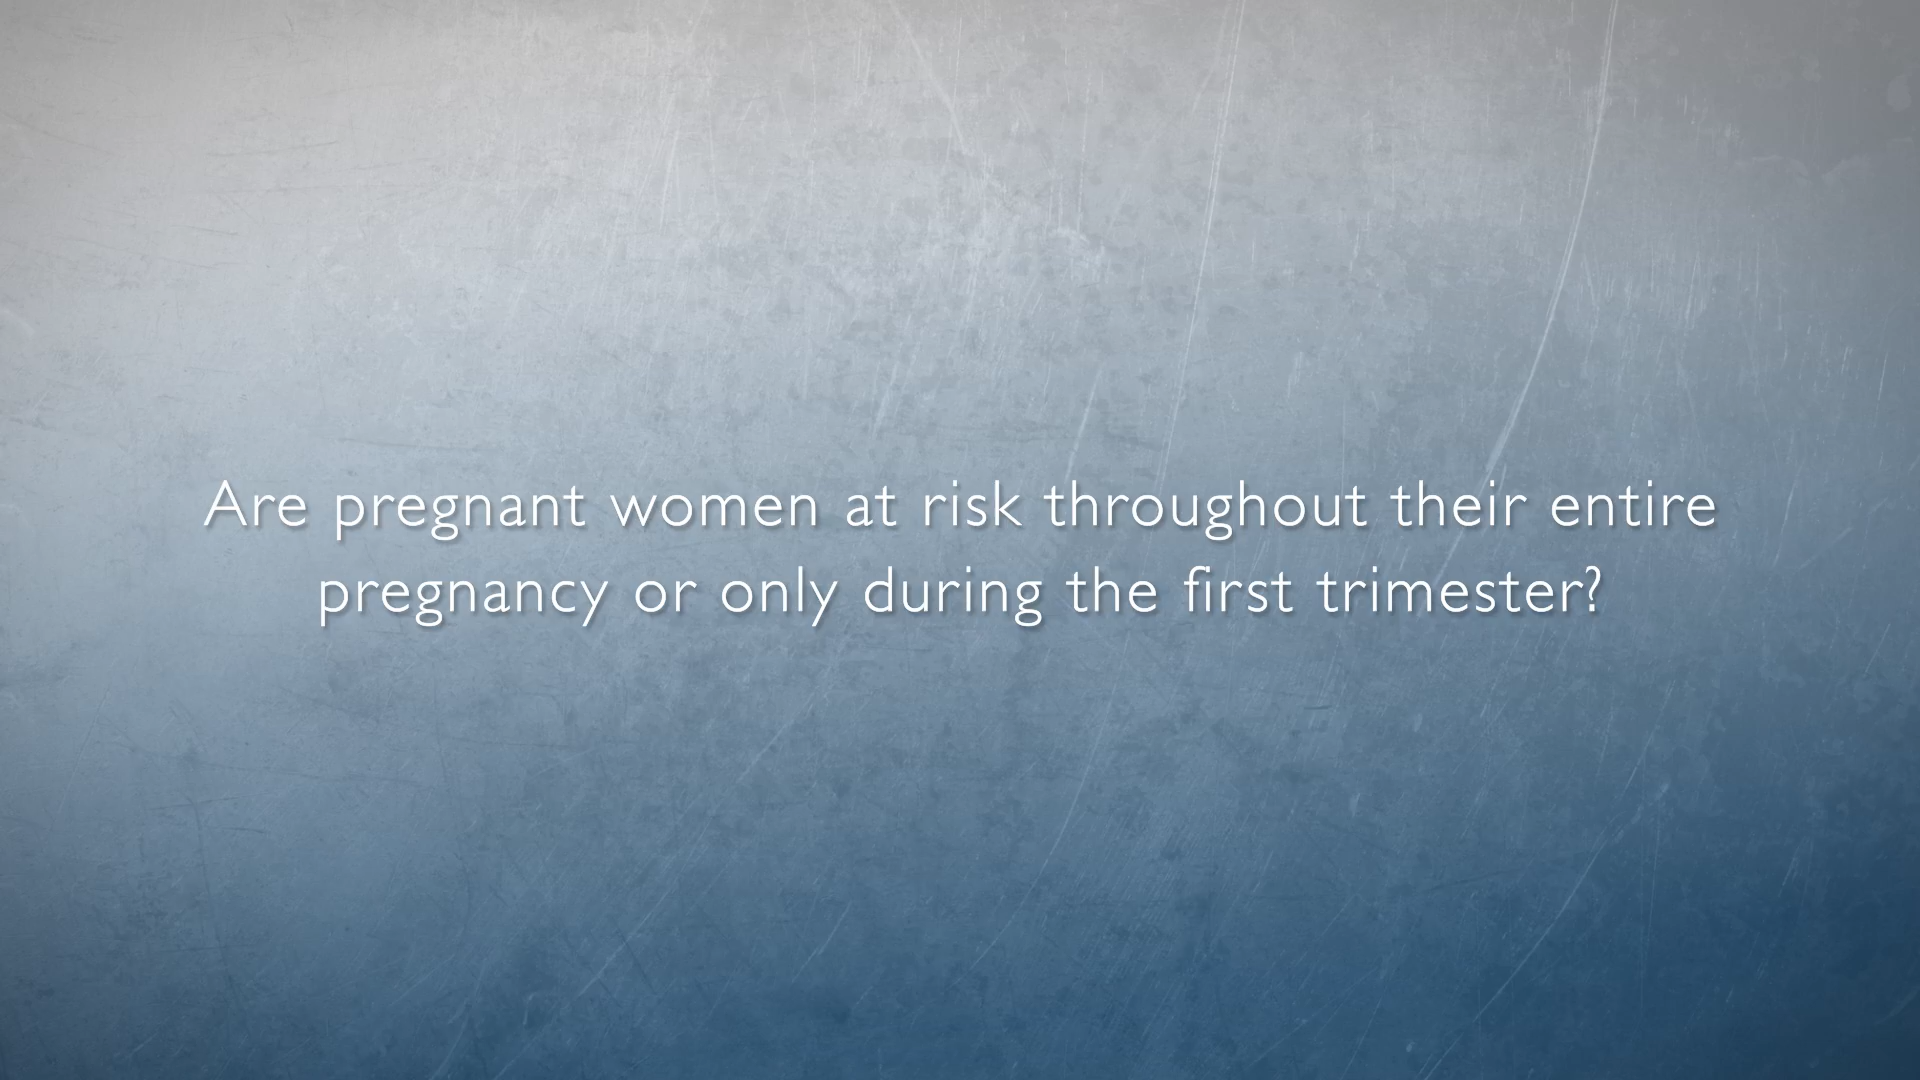 Are pregnant women at risk throughout their entire
pregnancy or only during the first trimester?